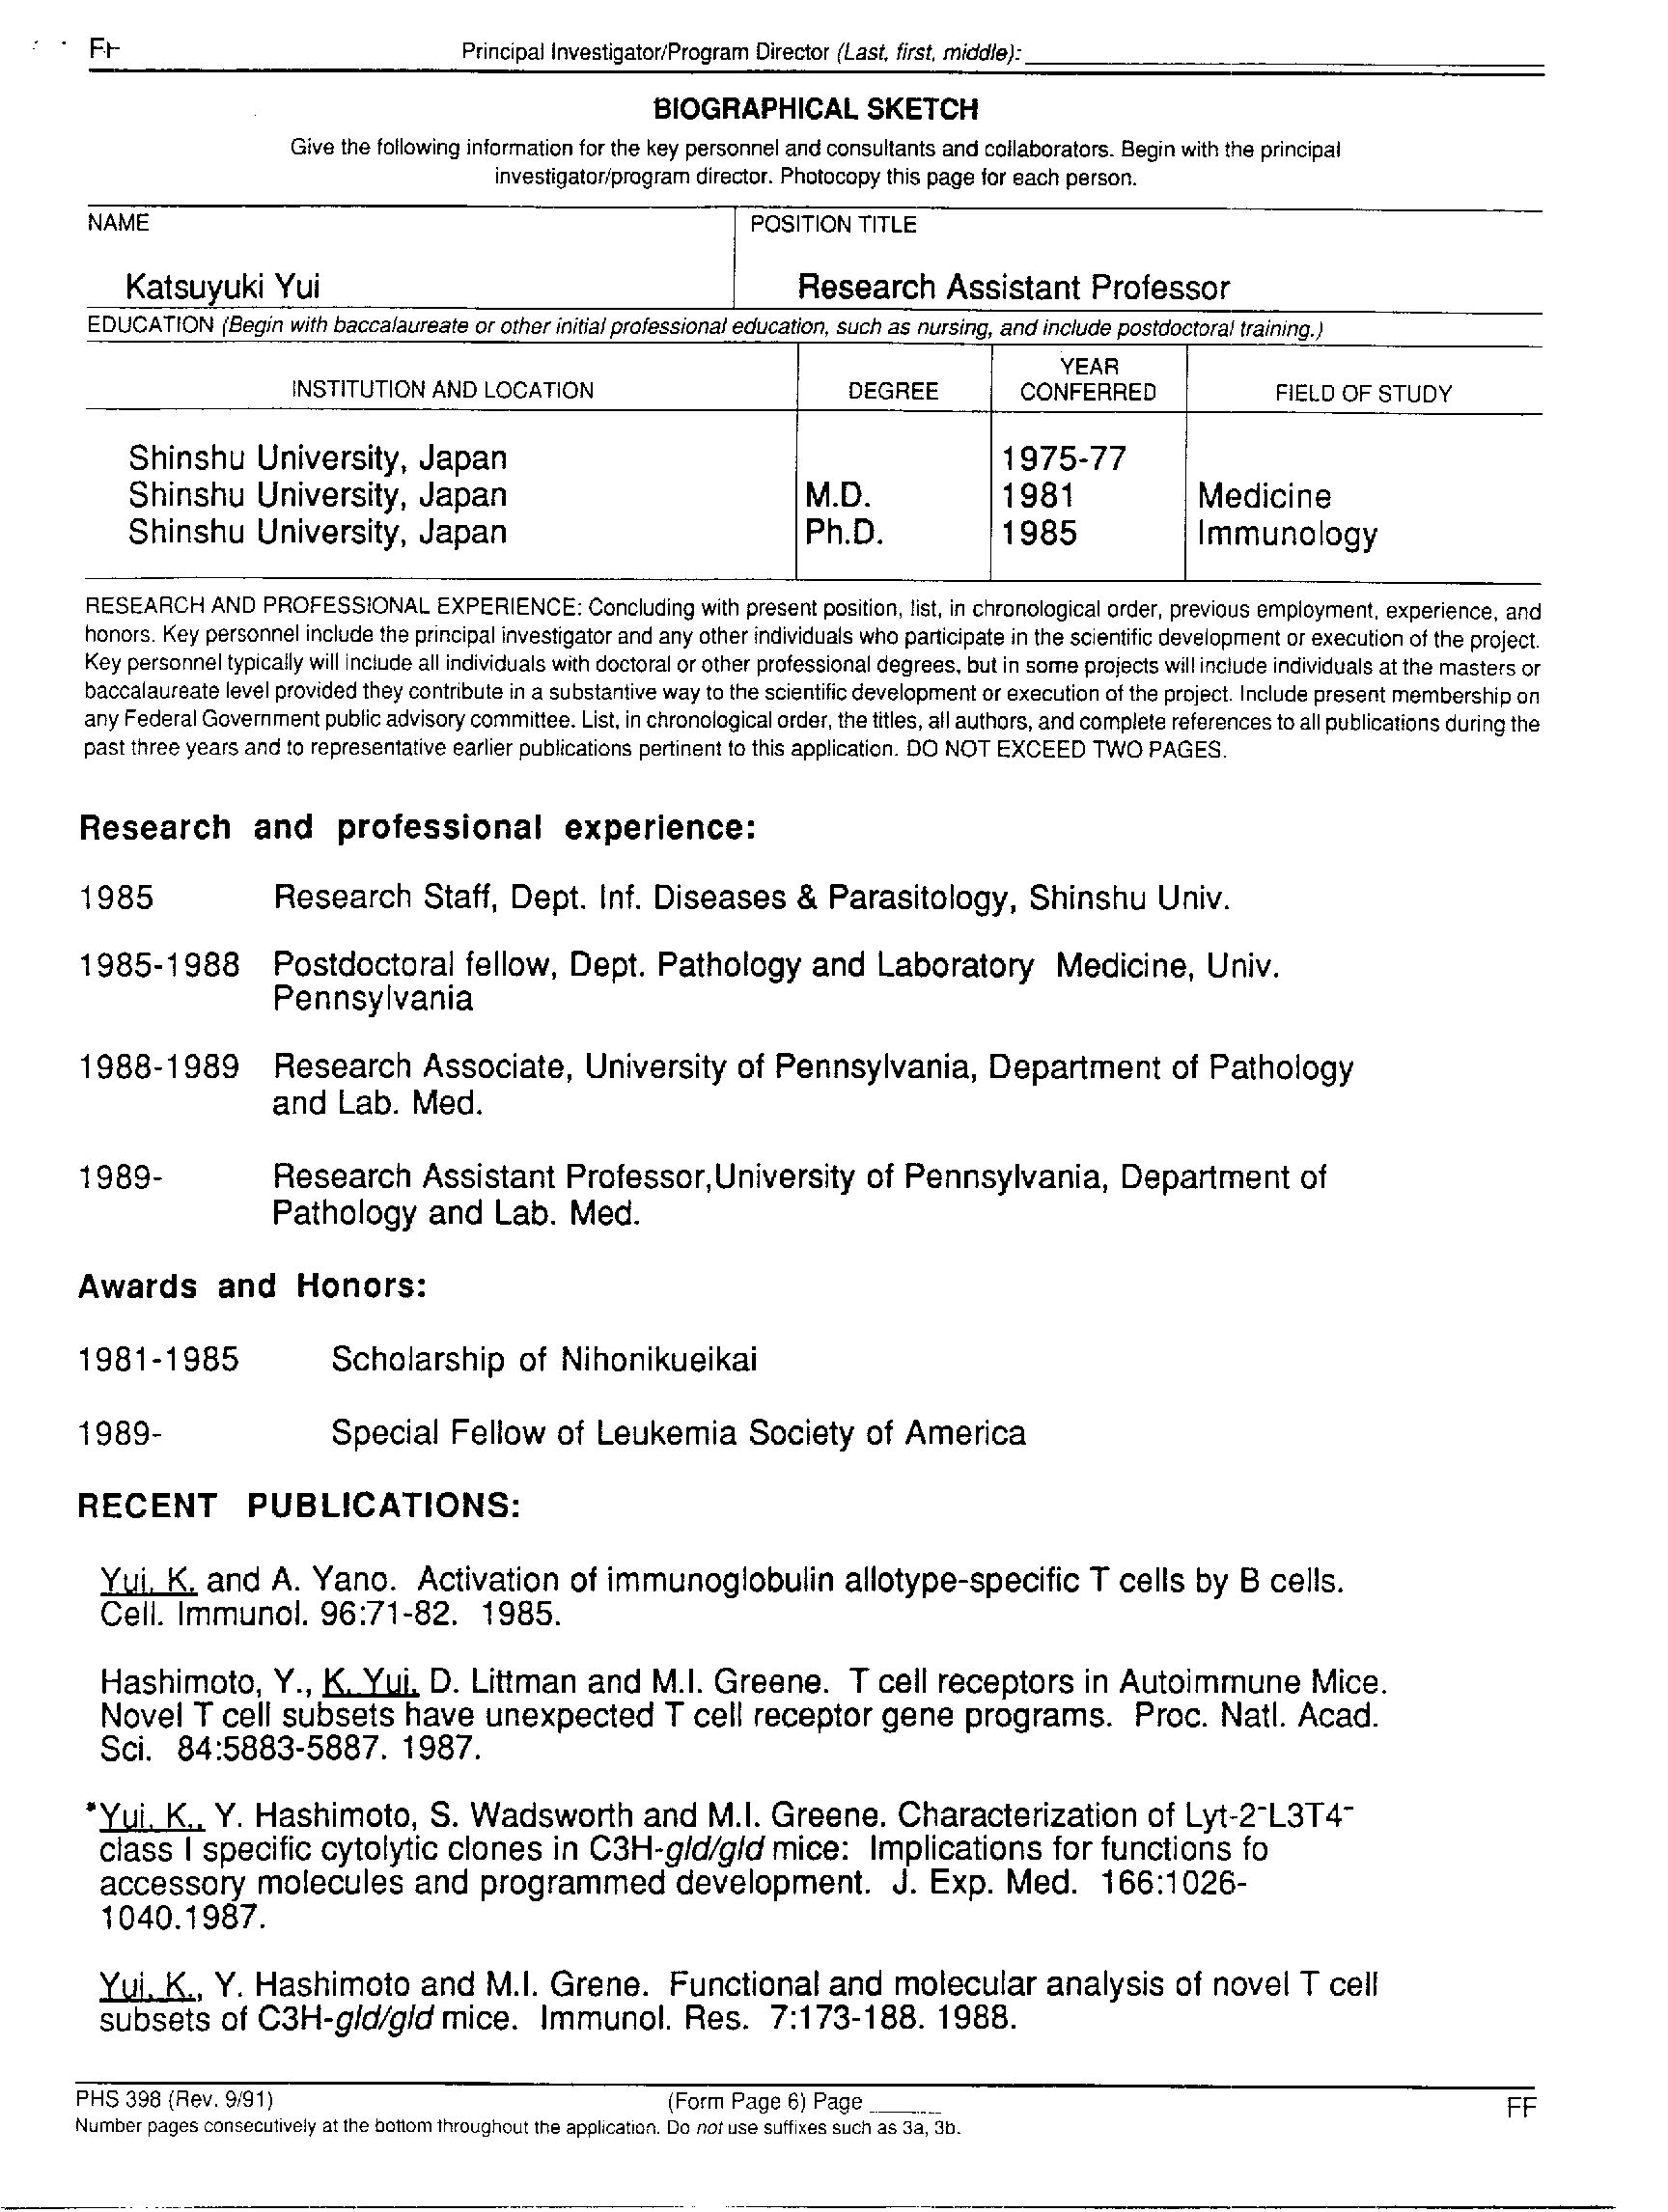 FF
Principal Investigator/Program Director (Last, first, middle):
BIOGRAPHICAL SKETCH
Give the following information for the key personnel and consultants and collaborators. Begin with the principal
investigator/program director. Photocopy this page for each person.
NAME
POSITION TITLE
Katsuyuki Yui
Research Assistant Professor
EDUCATION (Begin with baccalaureate or other initial professional education, such as nursing, and include postdoctoral training.)
INSTITUTION AND LOCATION
DEGREE
YEAR
CONFERRED
FIELD OF STUDY
Shinshu University, Japan 1975-77
Shinshu University, Japan M.D. 1981 Medicine
Shinshu University, Japan Ph.D. 1985 Immunology
RESEARCH AND PROFESSIONAL EXPERIENCE: Concluding with present position, list, in chronological order, previous employment, experience, and
honors. Key personnel include the principal investigator and any other individuals who participate in the scientific development or execution of the project.
Key personnel typically will include all individuals with doctoral or other professional degrees, but in some projects will include individuals at the masters or
baccalaureate level provided they contribute in a substantive way to the scientific development or execution of the project. Include present membership on
any Federal Government public advisory committee. List, in chronological order, the titles, all authors, and complete references to all publications during the
past three years and to representative earlier publications pertinent to this application. DO NOT EXCEED TWO PAGES.
Research and professional experience:
1985 Research Staff, Dept. Inf. Diseases & Parasitology, Shinshu Univ.
1985-1988 Postdoctoral fellow, Dept. Pathology and Laboratory Medicine, Univ.
Pennsylvania
1988-1989 Research Associate, University of Pennsylvania, Department of Pathology
and Lab. Med.
1989- Research Assistant Professor,University of Pennsylvania, Department of
Pathology and Lab. Med.
Awards and Honors:
1981-1985 Scholarship of Nihonikueikai
1989- Special Fellow of Leukemia Society of America
RECENT PUBLICATIONS:
Yui, K. and A. Yano. Activation of immunoglobulin allotype-specific T cells by B cells.
Cell. Immunol. 96:71-82. 1985.
Hashimoto, Y., K. Yui, D. Littman and M.I. Greene. T cell receptors in Autoimmune Mice.
Novel T cell subsets have unexpected T cell receptor gene programs. Proc. Natl. Acad.
Sci. 84:5883-5887. 1987.
*Yui, K., Y. Hashimoto, S. Wadsworth and M.I. Greene. Characterization of Lyt-2⁻L3T4⁻
class I specific cytolytic clones in C3H-gld/gld mice: Implications for functions fo
accessory molecules and programmed development. J. Exp. Med. 166:1026-
1040.1987.
Yui, K., Y. Hashimoto and M.I. Grene. Functional and molecular analysis of novel T cell
subsets of C3H-gld/gld mice. Immunol. Res. 7:173-188. 1988.
PHS 398 (Rev. 9/91)
(Form Page 6) Page
FF
Number pages consecutively at the bottom throughout the application. Do not use suffixes such as 3a, 3b.